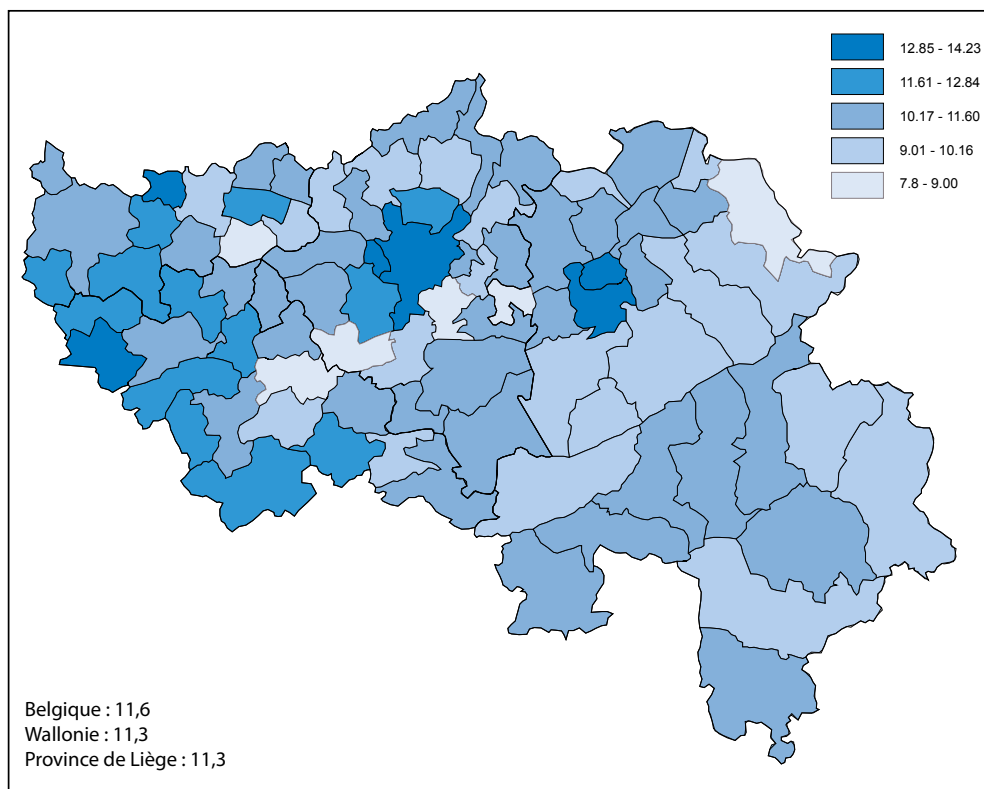 12.85 - 14.23
11.61 - 12.84
10.17 - 11.60
9.01 - 10.16
7.8 - 9.00
Belgique : 11,6
Wallonie : 11,3
Province de Liège : 11,3